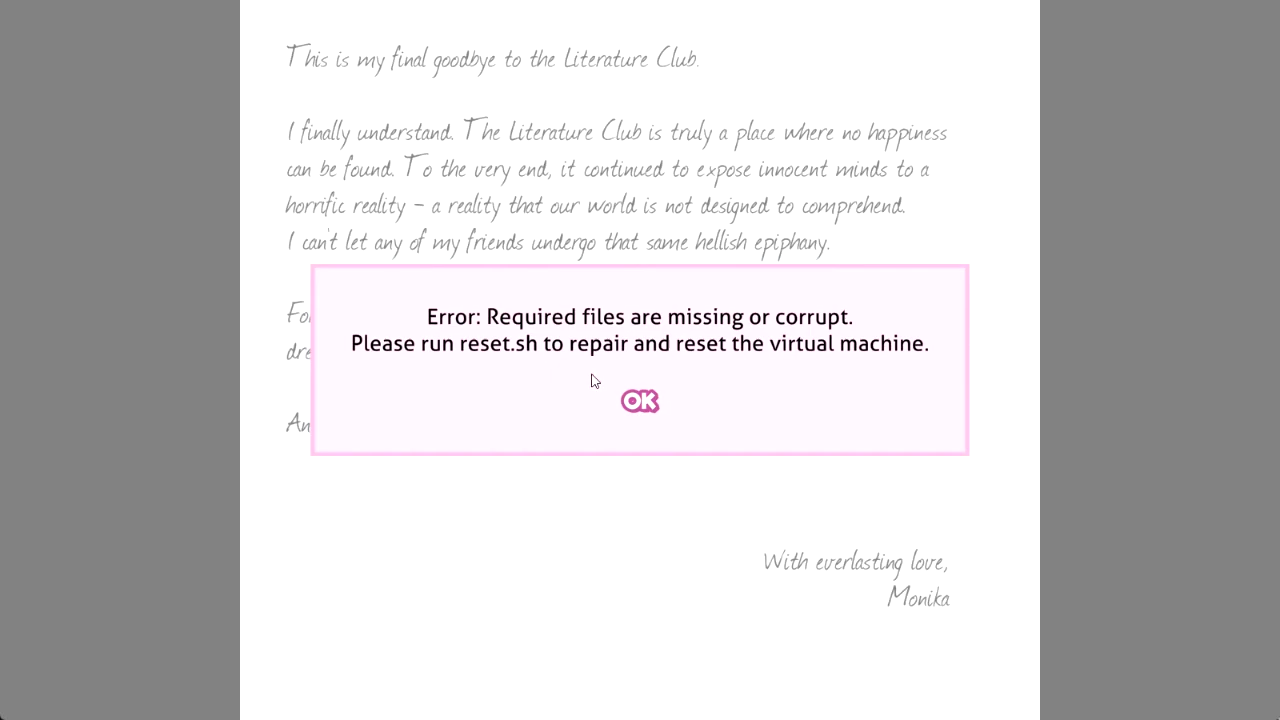 This is my final goodbye to the Literature Club.
I finally understand. The Literature Club is truly a place where no happiness
can be found. To the very end, it continued to expose innocent minds to a
horrific reality - a reality that our world is not designed to comprehend.
I can't let any of my friends undergo that same hellish epiphany.
Error: Required files are missing or corrupt.
Please run reset.sh to repair and reset the virtual machine.
OK
With everlasting love,
Monika